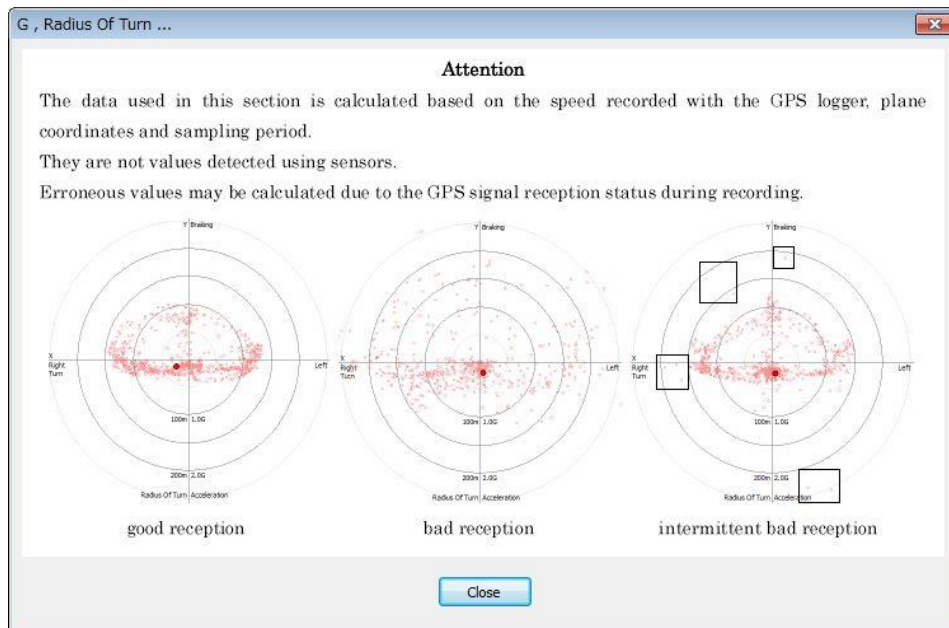 G , Radius Of Turn ...
Attention
The data used in this section is calculated based on the speed recorded with the GPS logger, plane
coordinates and sampling period.
They are not values detected using sensors.
Erroneous values may be calculated due to the GPS signal reception status during recording.
Y Braking
X
Right
Turn
Left
100m 1.0G
200m 2.0G
Radius Of Turn Acceleration
good reception
Y Braking
X
Right
Turn
Left
100m 1.0G
200m 2.0G
Radius Of Turn Acceleration
bad reception
Y Braking
X
Right
Turn
Left
100m 1.0G
200m 2.0G
Radius Of Turn Acceleration
intermittent bad reception
Close